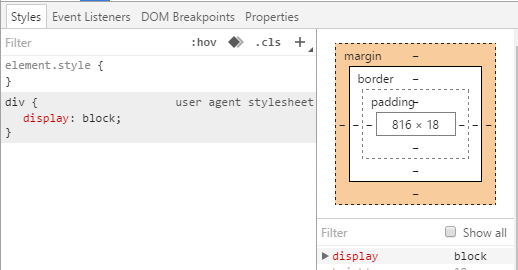 Styles Event Listeners DOM Breakpoints Properties
Filter :hov .cls +
element.style {
}
div { user agent stylesheet
display: block;
}
margin –
border –
padding –
– – – 816 × 18 – – –
–
–
–
Filter Show all
display block